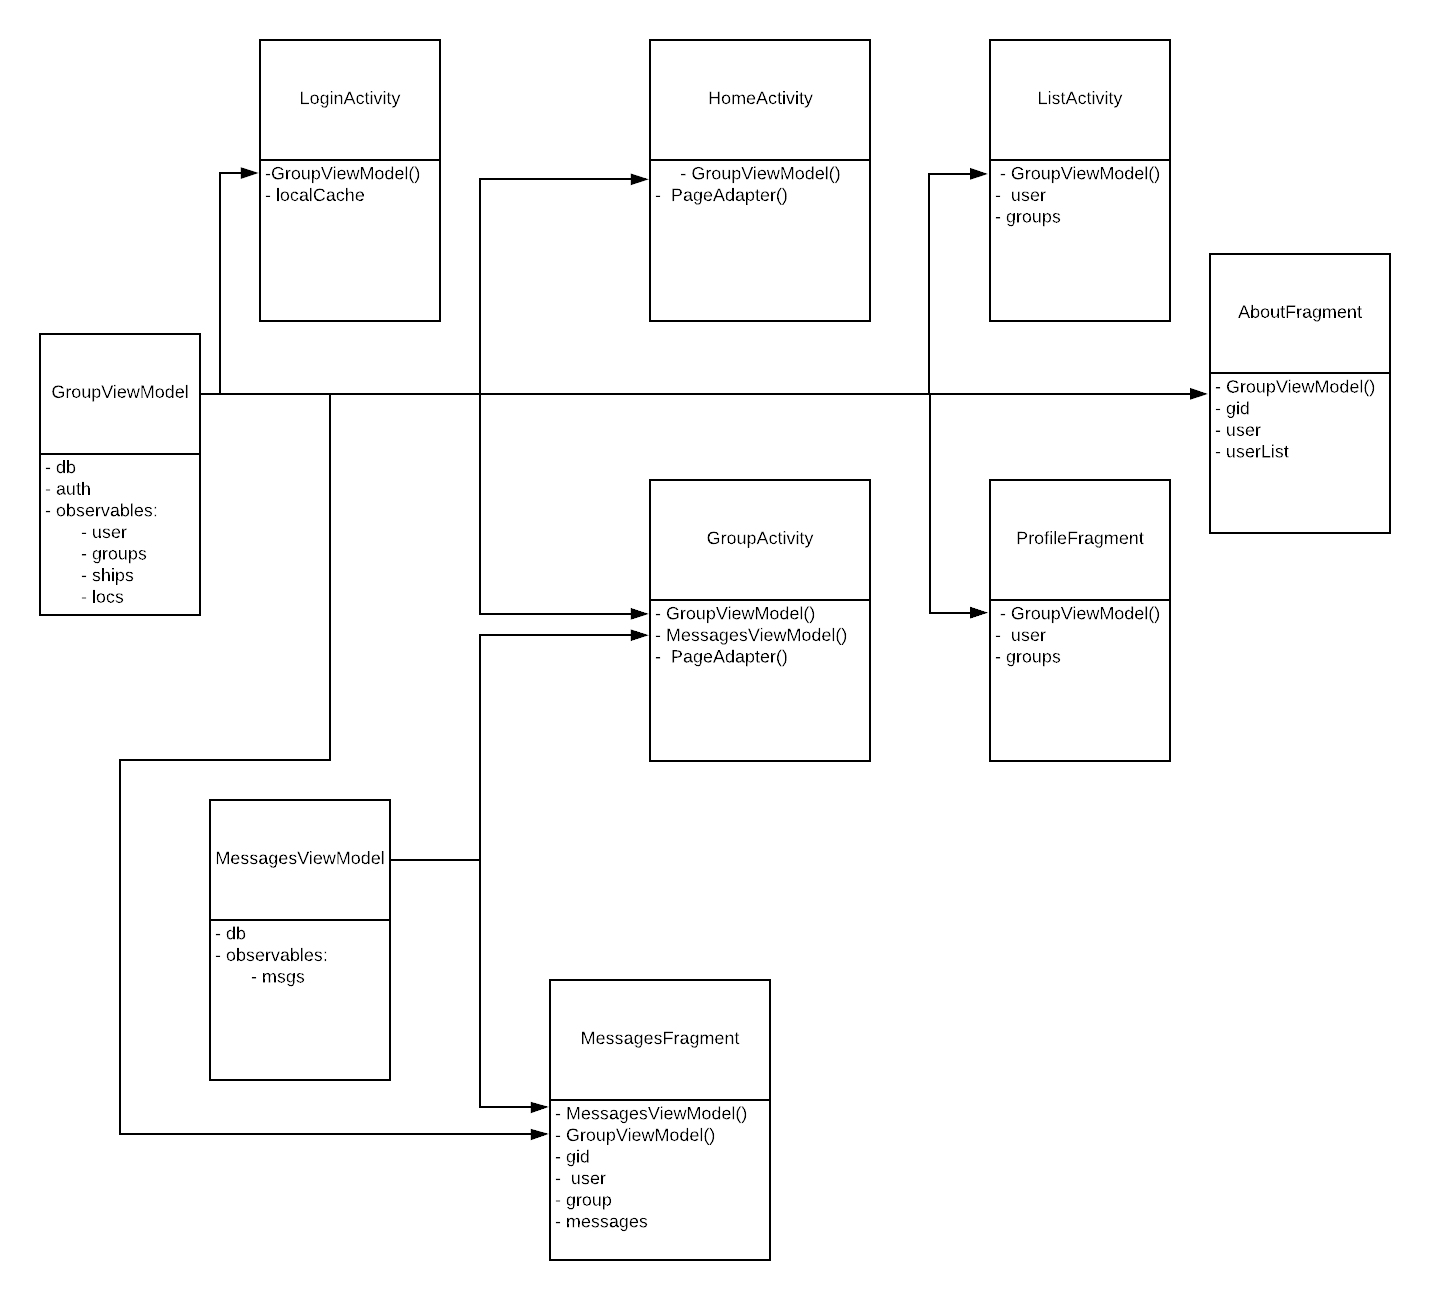 LoginActivity
-GroupViewModel()
- localCache
HomeActivity
- GroupViewModel()
- PageAdapter()
ListActivity
- GroupViewModel()
- user
- groups
AboutFragment
- GroupViewModel()
- gid
- user
- userList
GroupViewModel
- db
- auth
- observables:
- user
- groups
- ships
- locs
GroupActivity
- GroupViewModel()
- MessagesViewModel()
- PageAdapter()
ProfileFragment
- GroupViewModel()
- user
- groups
MessagesViewModel
- db
- observables:
- msgs
MessagesFragment
- MessagesViewModel()
- GroupViewModel()
- gid
- user
- group
- messages